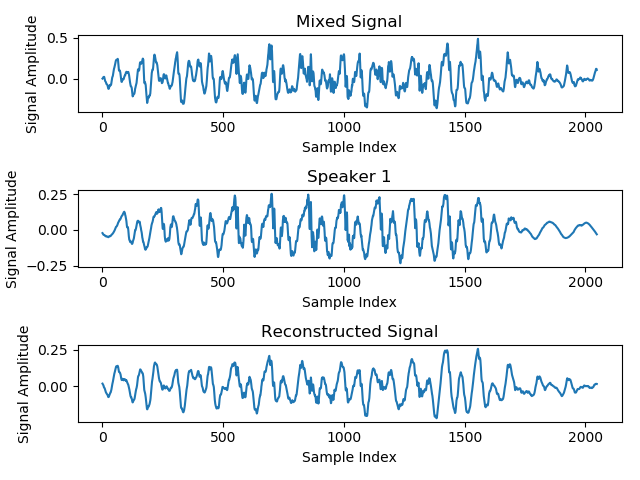 Mixed Signal
Signal Amplitude
0.5
0.0
0 500 1000 1500 2000
Sample Index
Speaker 1
Signal Amplitude
0.25
0.00
−0.25
0 500 1000 1500 2000
Sample Index
Reconstructed Signal
Signal Amplitude
0.25
0.00
0 500 1000 1500 2000
Sample Index